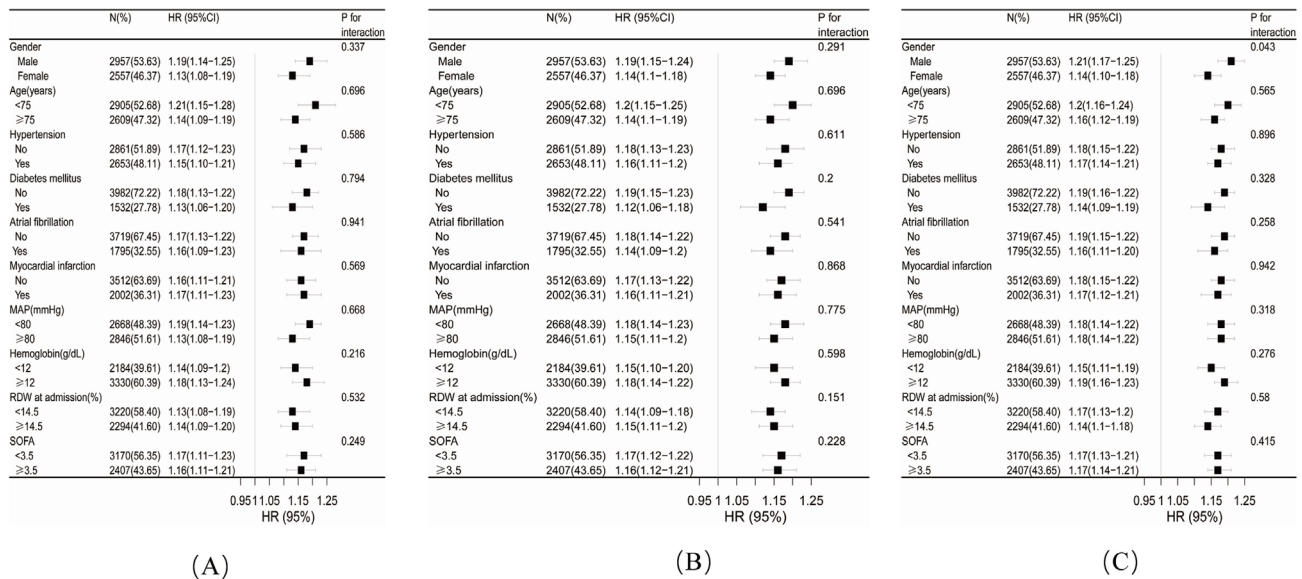 N(%) HR (95%CI) P for interaction
Gender 0.337
Male 2957(53.63) 1.19(1.14−1.25)
Female 2557(46.37) 1.13(1.08−1.19)
Age(years) 0.696
<75 2905(52.68) 1.21(1.15−1.28)
≥75 2609(47.32) 1.14(1.09−1.19)
Hypertension 0.586
No 2861(51.89) 1.17(1.12−1.23)
Yes 2653(48.11) 1.15(1.10−1.21)
Diabetes mellitus 0.794
No 3982(72.22) 1.18(1.13−1.22)
Yes 1532(27.78) 1.13(1.06−1.20)
Atrial fibrillation 0.941
No 3719(67.45) 1.17(1.13−1.22)
Yes 1795(32.55) 1.16(1.09−1.23)
Myocardial infarction 0.569
No 3512(63.69) 1.16(1.11−1.21)
Yes 2002(36.31) 1.17(1.11−1.23)
MAP(mmHg) 0.668
<80 2668(48.39) 1.19(1.14−1.23)
≥80 2846(51.61) 1.13(1.08−1.19)
Hemoglobin(g/dL) 0.216
<12 2184(39.61) 1.14(1.09−1.2)
≥12 3330(60.39) 1.18(1.13−1.24)
RDW at admission(%) 0.532
<14.5 3220(58.40) 1.13(1.08−1.19)
≥14.5 2294(41.60) 1.14(1.09−1.20)
SOFA 0.249
<3.5 3170(56.35) 1.17(1.11−1.23)
≥3.5 2407(43.65) 1.16(1.11−1.21)
0.95 1 1.05 1.15 1.25
HR (95%)
(A)
N(%) HR (95%CI) P for interaction
Gender 0.291
Male 2957(53.63) 1.19(1.15−1.24)
Female 2557(46.37) 1.14(1.1−1.18)
Age(years) 0.696
<75 2905(52.68) 1.2(1.15−1.25)
≥75 2609(47.32) 1.14(1.1−1.19)
Hypertension 0.611
No 2861(51.89) 1.18(1.13−1.23)
Yes 2653(48.11) 1.16(1.11−1.2)
Diabetes mellitus 0.2
No 3982(72.22) 1.19(1.15−1.23)
Yes 1532(27.78) 1.12(1.06−1.18)
Atrial fibrillation 0.541
No 3719(67.45) 1.18(1.14−1.22)
Yes 1795(32.55) 1.14(1.09−1.2)
Myocardial infarction 0.868
No 3512(63.69) 1.17(1.13−1.22)
Yes 2002(36.31) 1.16(1.11−1.21)
MAP(mmHg) 0.775
<80 2668(48.39) 1.18(1.14−1.23)
≥80 2846(51.61) 1.15(1.11−1.2)
Hemoglobin(g/dL) 0.598
<12 2184(39.61) 1.15(1.10−1.20)
≥12 3330(60.39) 1.18(1.14−1.22)
RDW at admission(%) 0.151
<14.5 3220(58.40) 1.14(1.09−1.18)
≥14.5 2294(41.60) 1.15(1.11−1.2)
SOFA 0.228
<3.5 3170(56.35) 1.17(1.12−1.22)
≥3.5 2407(43.65) 1.16(1.12−1.21)
0.95 1 1.05 1.15 1.25
HR (95%)
(B)
N(%) HR (95%CI) P for interaction
Gender 0.043
Male 2957(53.63) 1.21(1.17−1.25)
Female 2557(46.37) 1.14(1.10−1.18)
Age(years) 0.565
<75 2905(52.68) 1.2(1.16−1.24)
≥75 2609(47.32) 1.16(1.12−1.19)
Hypertension 0.896
No 2861(51.89) 1.18(1.15−1.22)
Yes 2653(48.11) 1.17(1.14−1.21)
Diabetes mellitus 0.328
No 3982(72.22) 1.19(1.16−1.22)
Yes 1532(27.78) 1.14(1.09−1.19)
Atrial fibrillation 0.258
No 3719(67.45) 1.19(1.15−1.22)
Yes 1795(32.55) 1.16(1.11−1.20)
Myocardial infarction 0.942
No 3512(63.69) 1.18(1.15−1.22)
Yes 2002(36.31) 1.17(1.12−1.21)
MAP(mmHg) 0.318
<80 2668(48.39) 1.18(1.14−1.22)
≥80 2846(51.61) 1.18(1.14−1.22)
Hemoglobin(g/dL) 0.276
<12 2184(39.61) 1.15(1.11−1.19)
≥12 3330(60.39) 1.19(1.16−1.23)
RDW at admission(%) 0.58
<14.5 3220(58.40) 1.17(1.13−1.2)
≥14.5 2294(41.60) 1.14(1.1−1.18)
SOFA 0.415
<3.5 3170(56.35) 1.17(1.13−1.21)
≥3.5 2407(43.65) 1.17(1.14−1.21)
0.95 1 1.05 1.15 1.25
HR (95%)
(C)